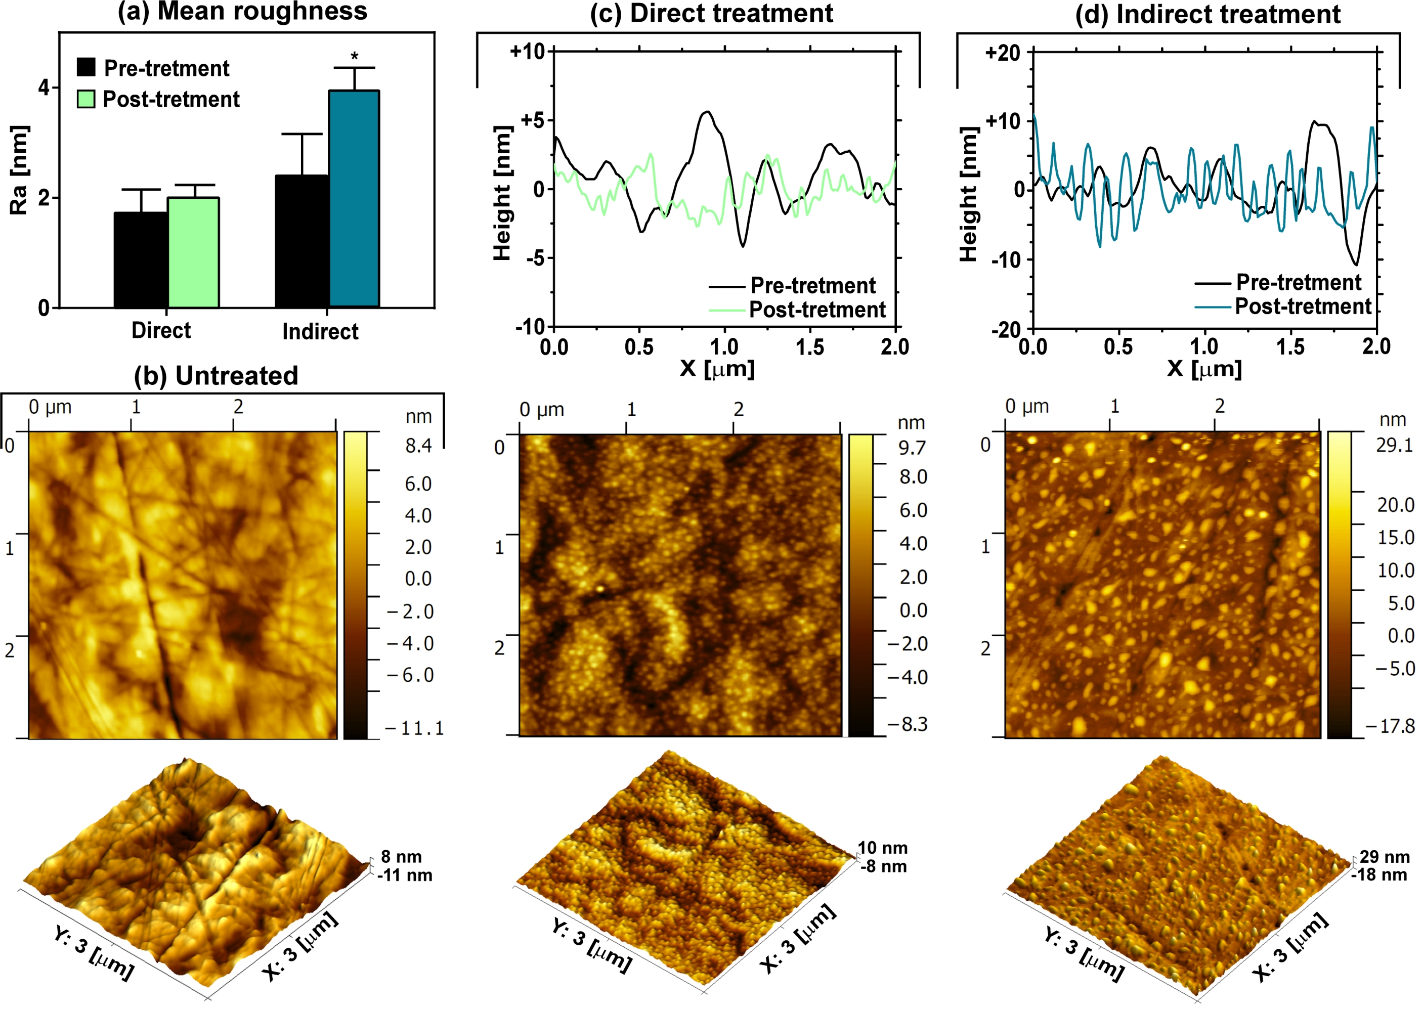 (a) Mean roughness
Pre-tretment
Post-tretment
*
4
2
0
Ra [nm]
Direct
Indirect
(c) Direct treatment
+10
+5
0
-5
-10
Height [nm]
Pre-tretment
Post-tretment
0.0 0.5 1.0 1.5 2.0
X [μm]
(d) Indirect treatment
+20
+10
0
-10
-20
Height [nm]
Pre-tretment
Post-tretment
0.0 0.5 1.0 1.5 2.0
X [μm]
(b) Untreated
0 μm 1 2
nm
0
1
2
8.4
6.0
4.0
2.0
0.0
−2.0
−4.0
−6.0
−11.1
8 nm
-11 nm
Y: 3 [μm]
X: 3 [μm]
0 μm 1 2
nm
0
1
2
9.7
8.0
6.0
4.0
2.0
0.0
−2.0
−4.0
−8.3
10 nm
-8 nm
Y: 3 [μm]
X: 3 [μm]
0 μm 1 2
nm
0
1
2
29.1
20.0
15.0
10.0
5.0
0.0
−5.0
−17.8
29 nm
-18 nm
Y: 3 [μm]
X: 3 [μm]